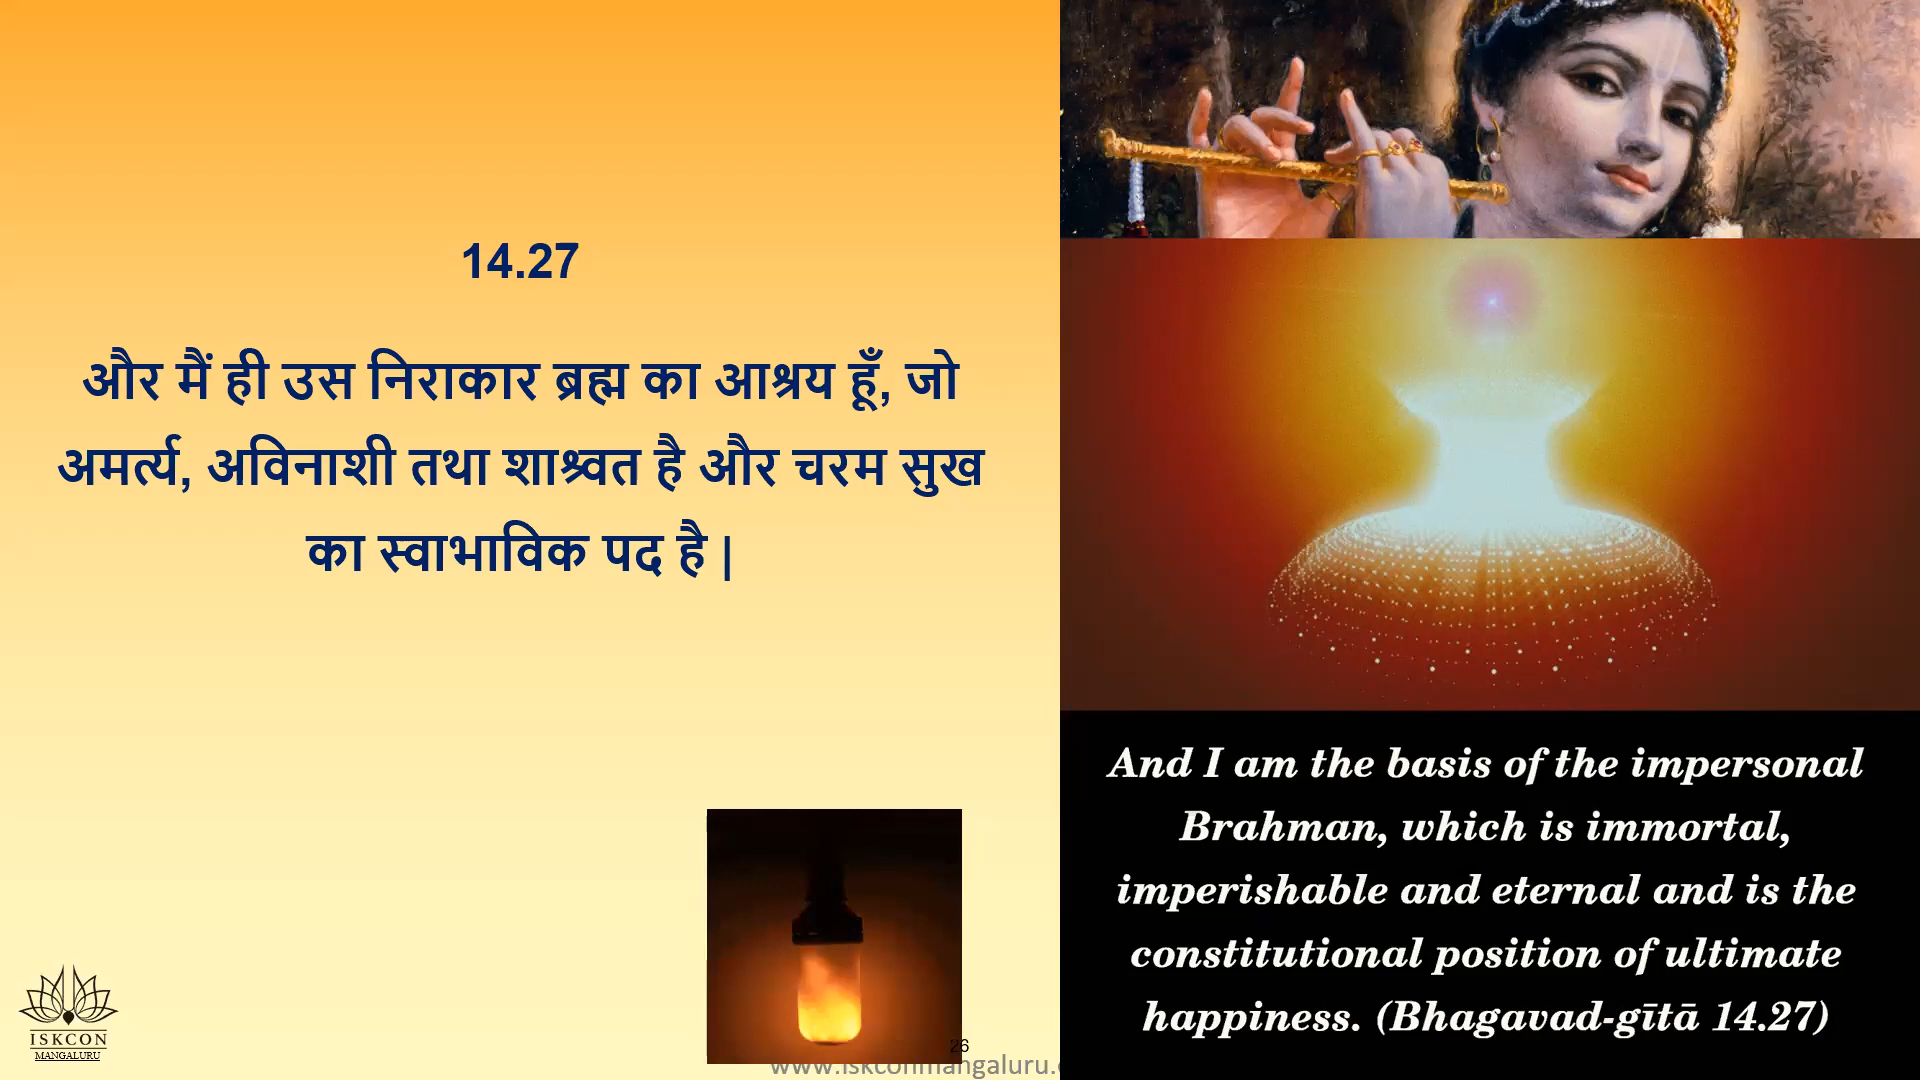 14.27
और मैं ही उस निराकार ब्रह्म का आश्रय हूँ, जो
अमर्त्य, अविनाशी तथा शाश्र्वत है और चरम सुख
का स्वाभाविक पद है |
ISKCON
MANGALURU
26
www.iskconmangaluru.
And I am the basis of the impersonal
Brahman, which is immortal,
imperishable and eternal and is the
constitutional position of ultimate
happiness. (Bhagavad-gītā 14.27)